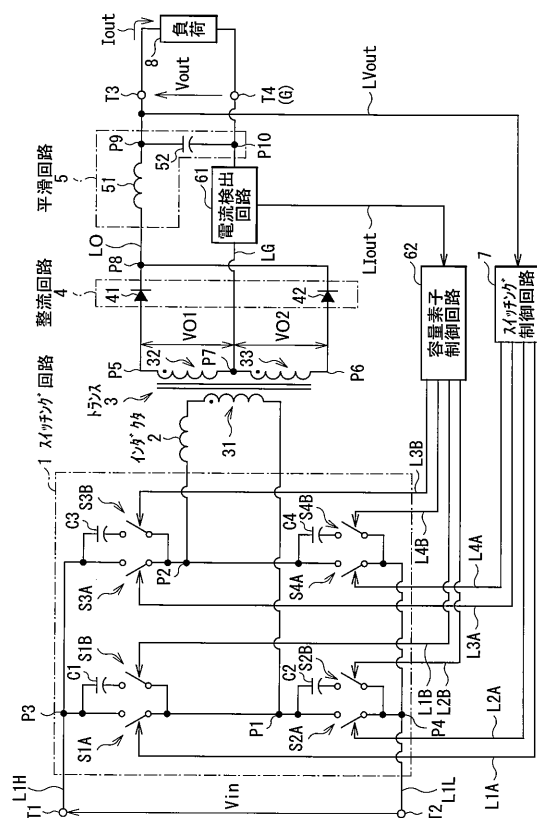 1 スイッチング回路
整流回路
4
平滑回路
5
Iout
負荷
8
T3
Vout
T4
(G)
LVout
P9
51
52
P10
LO
P8
41
42
61
電流検出
回路
LG
LIout
VO1
VO2
P5
32
P7
33
P6
トランス
3
インダクタ
2
31
62
容量素子
制御回路
7
スイッチング
制御回路
C3
S3B
S3A
P2
C4
S4B
S4A
L3B
L4B
L4A
L3A
P3
C1
S1B
S1A
P1
C2
S2B
S2A
P4
L1B
L2B
L2A
L1A
L1H
T1
Vin
T2
L1L